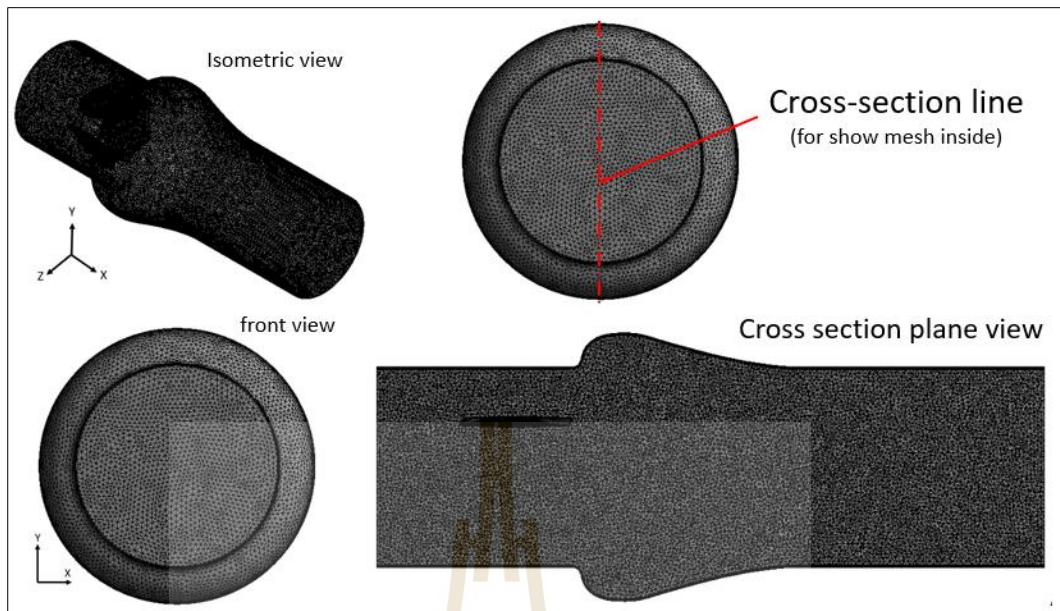 Isometric view
Cross-section line
(for show mesh inside)
Y
Z
X
front view
Cross section plane view
Y
X